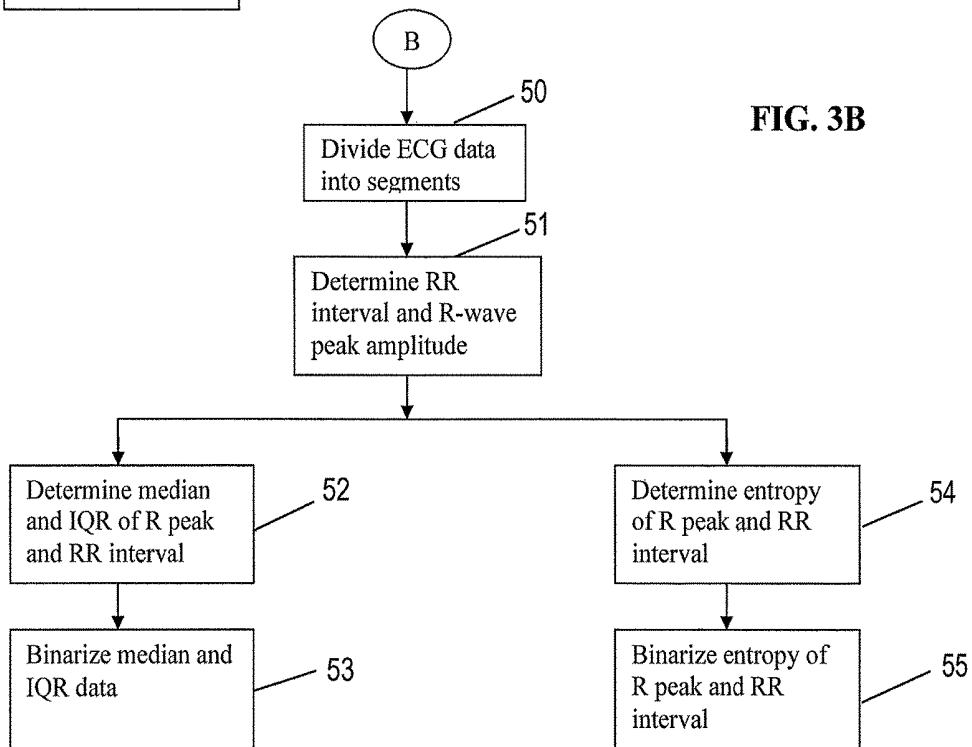 B
50
FIG. 3B
Divide ECG data
into segments
51
Determine RR
interval and R-wave
peak amplitude
Determine median
and IQR of R peak
and RR interval
52
Determine entropy
of R peak and RR
interval
54
Binarize median and
IQR data
53
Binarize entropy of
R peak and RR
interval
55